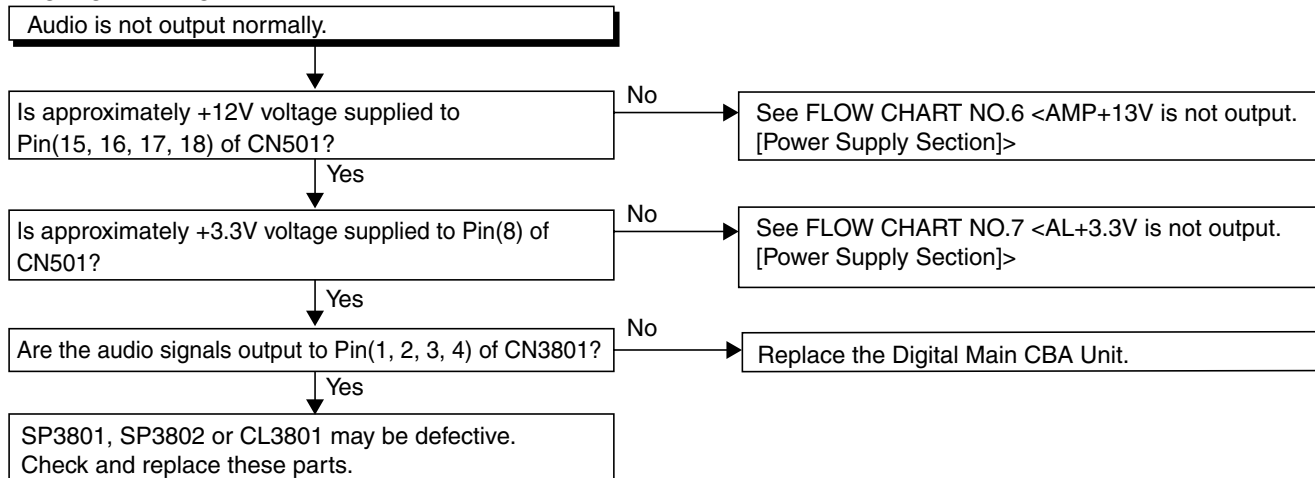 Audio is not output normally.
Is approximately +12V voltage supplied to
Pin(15, 16, 17, 18) of CN501?
No
See FLOW CHART NO.6 <AMP+13V is not output.
[Power Supply Section]>
Yes
Is approximately +3.3V voltage supplied to Pin(8) of
CN501?
No
See FLOW CHART NO.7 <AL+3.3V is not output.
[Power Supply Section]>
Yes
Are the audio signals output to Pin(1, 2, 3, 4) of CN3801?
No
Replace the Digital Main CBA Unit.
Yes
SP3801, SP3802 or CL3801 may be defective.
Check and replace these parts.